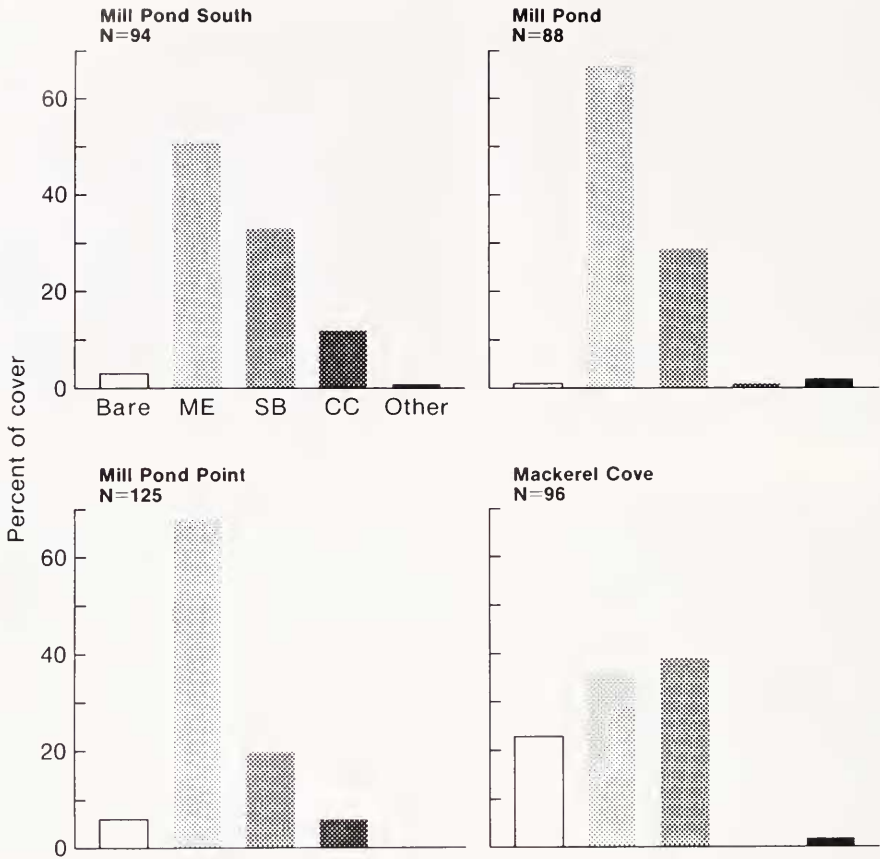 Mill Pond South
N=94
Mill Pond
N=88
60
40
20
0
Bare ME SB CC Other
Percent of cover
Mill Pond Point
N=125
Mackerel Cove
N=96
60
40
20
0